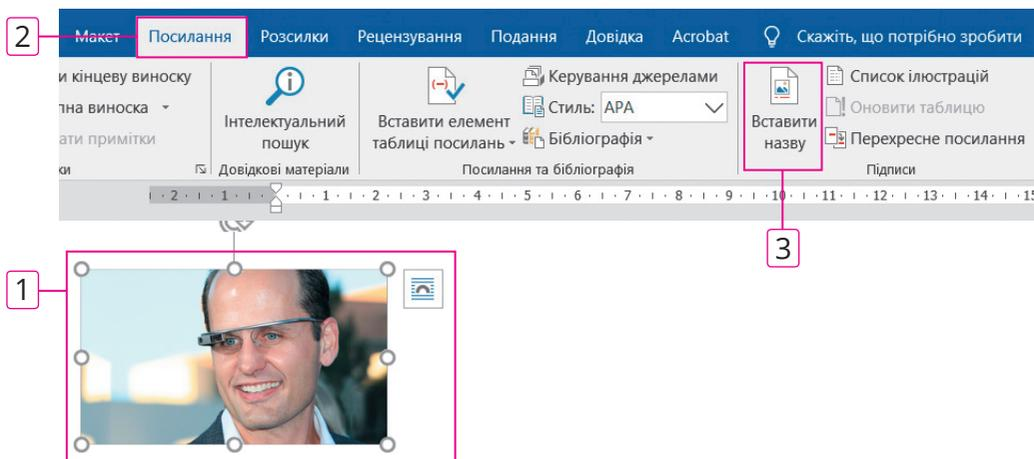 2
Макет Посилання Розсилки Рецензування Подання Довідка Acrobat Скажіть, що потрібно зробити
и кінцеву виноску
пна виноска
ати примітки
ки
Інтелектуальний
пошук
Довідкові матеріали
Вставити елемент
таблиці посилань
Керування джерелами
Стиль: APA
Бібліографія
Посилання та бібліографія
Вставити
назву
Список ілюстрацій
Оновити таблицю
Перехресне посилання
Підписи
2 1 1 2 3 4 5 6 7 8 9 10 11 12 13 14 15
3
1